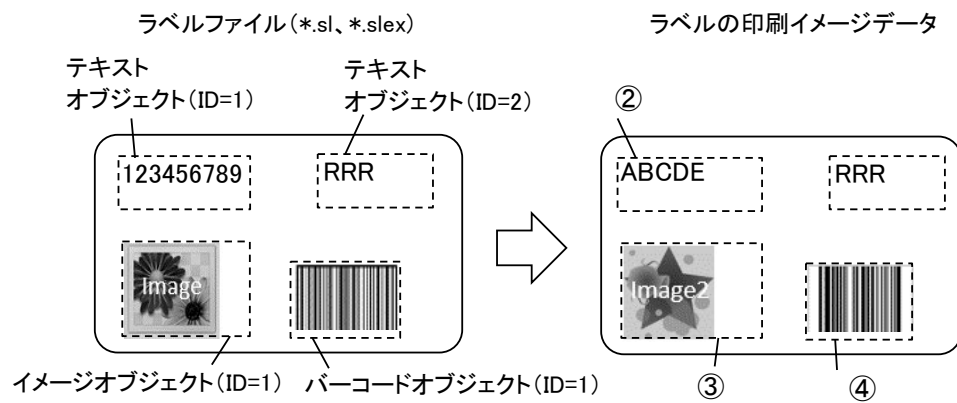 ラベルファイル（*.sl、*.slex）
ラベルの印刷イメージデータ
テキスト
オブジェクト（ID=1）
テキスト
オブジェクト（ID=2）
②
123456789
RRR
ABCDE
RRR
Image
Image2
イメージオブジェクト（ID=1）
バーコードオブジェクト（ID=1）
③
④